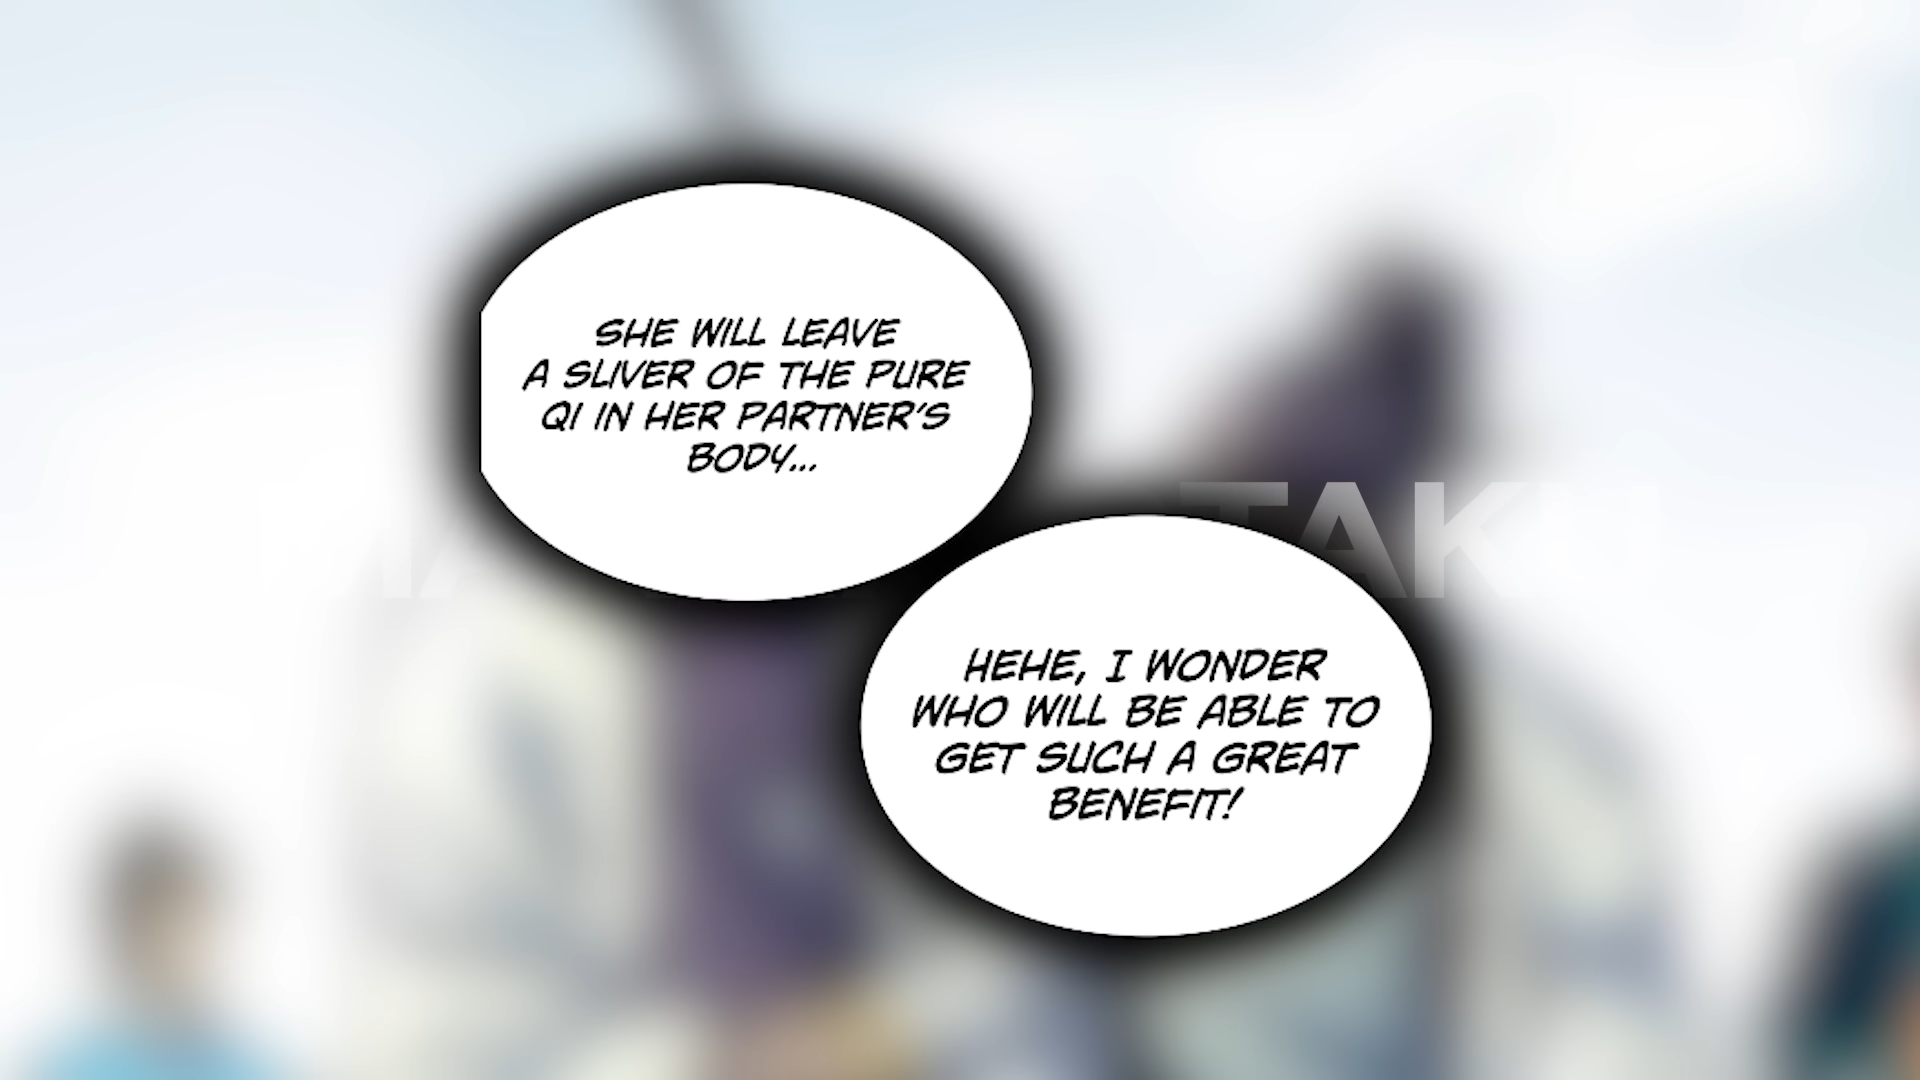 SHE WILL LEAVE
A SLIVER OF THE PURE
QI IN HER PARTNER'S
BODY...
HEHE, I WONDER
WHO WILL BE ABLE TO
GET SUCH A GREAT
BENEFIT!